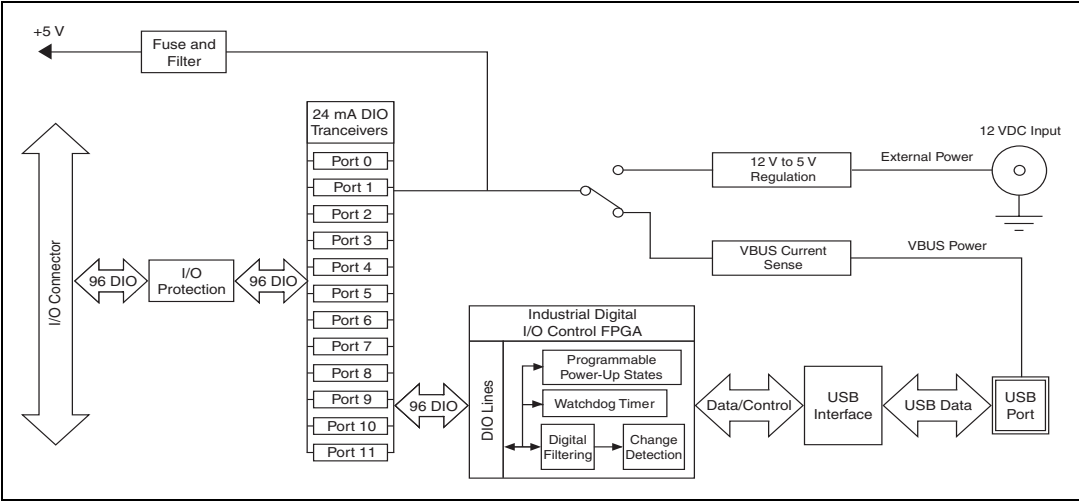 +5 V
Fuse and
Filter
24 mA DIO
Tranceivers
Port 0
Port 1
Port 2
Port 3
Port 4
Port 5
Port 6
Port 7
Port 8
Port 9
Port 10
Port 11
I/O Connector
96 DIO
I/O
Protection
96 DIO
12 VDC Input
12 V to 5 V
Regulation
External Power
VBUS Current
Sense
VBUS Power
96 DIO
Industrial Digital
I/O Control FPGA
DIO Lines
Programmable
Power-Up States
Watchdog Timer
Digital
Filtering
Change
Detection
Data/Control
USB
Interface
USB Data
USB
Port